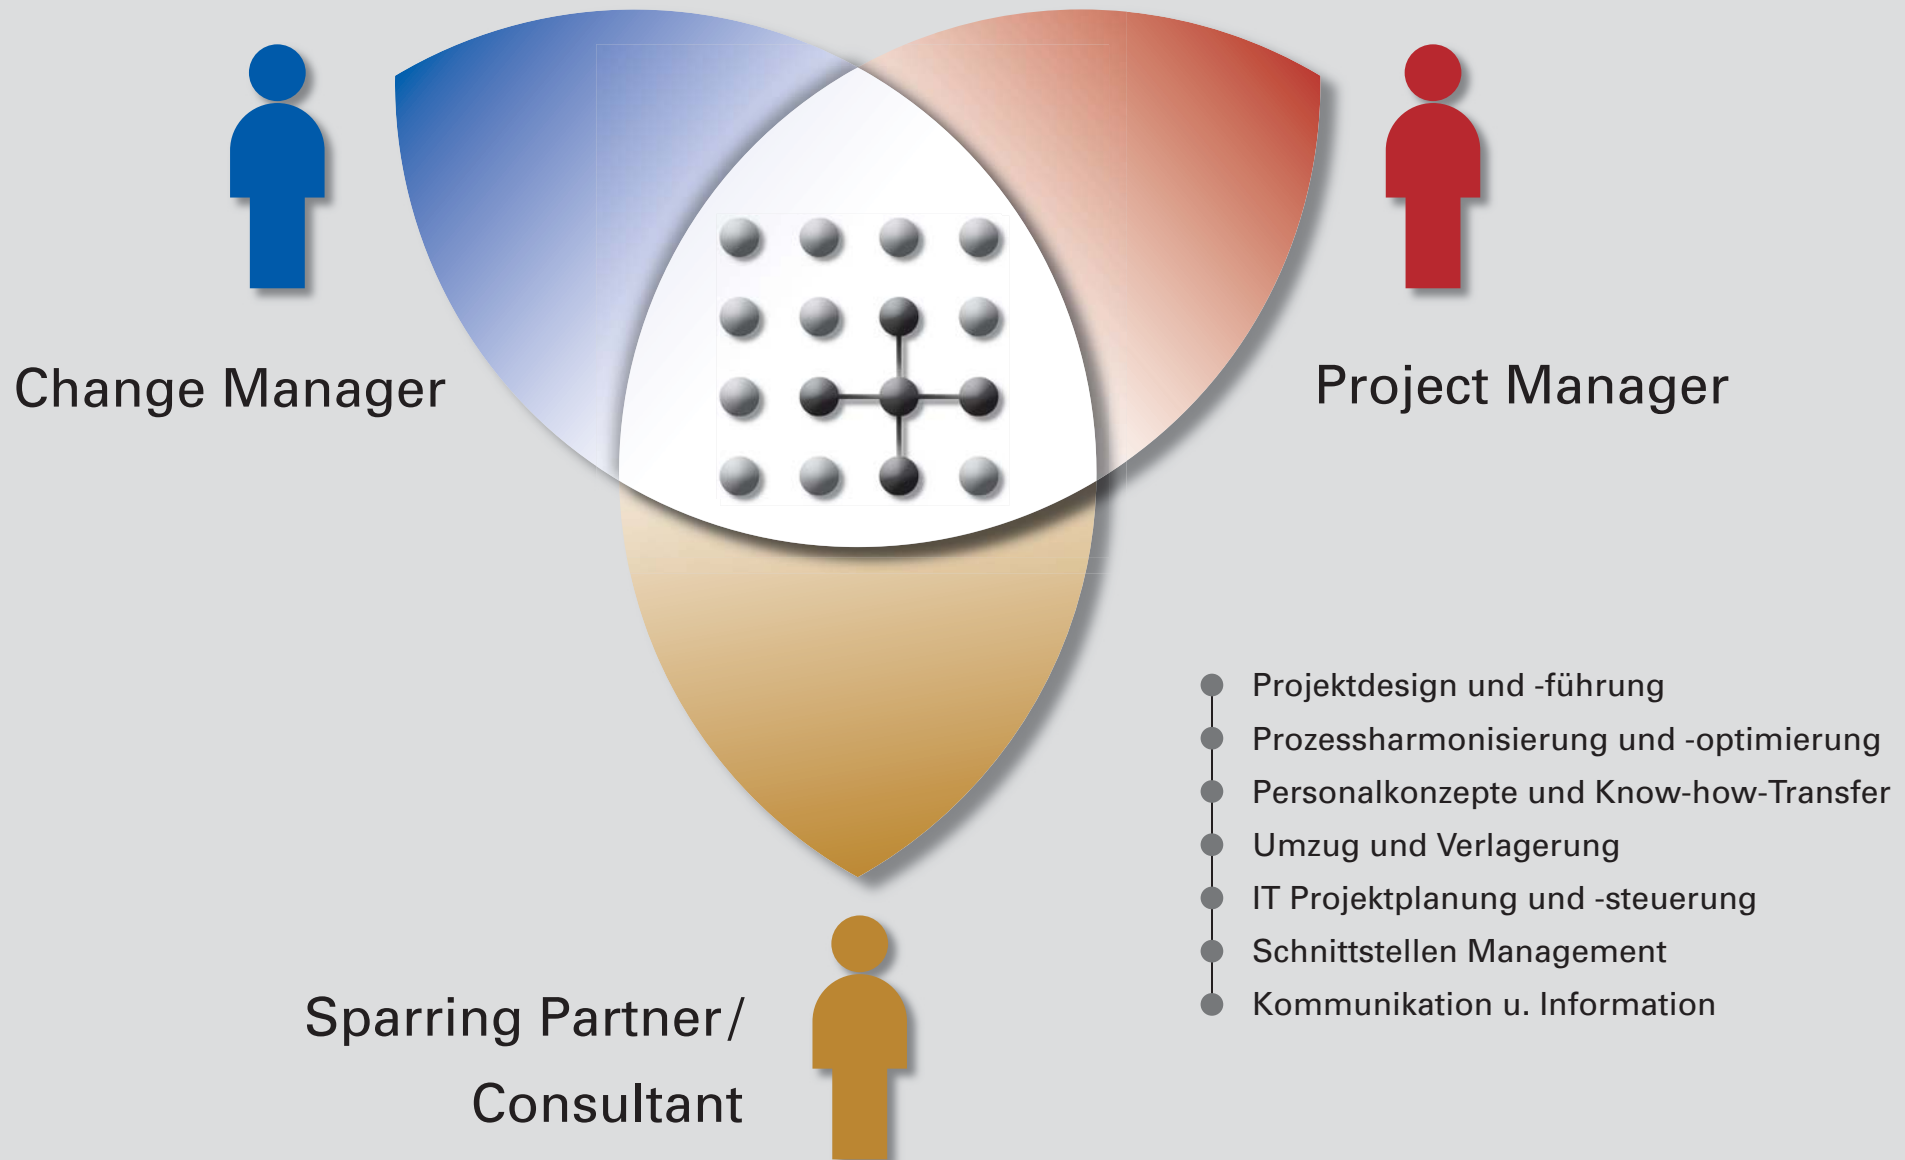 Change Manager
Project Manager
Sparring Partner/
Consultant
Projektdesign und -führung
Prozessharmonisierung und -optimierung
Personalkonzepte und Know-how-Transfer
Umzug und Verlagerung
IT Projektplanung und -steuerung
Schnittstellen Management
Kommunikation u. Information